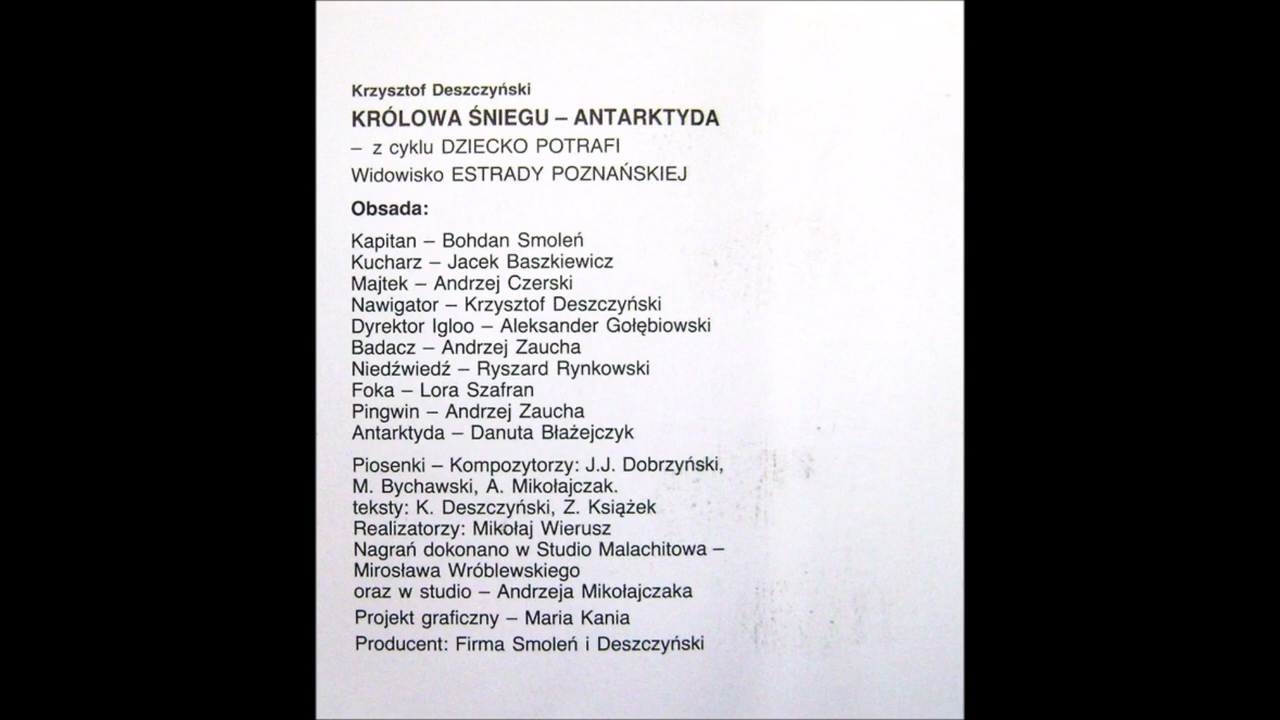 Krzysztof Deszczyński
KRÓLOWA ŚNIEGU – ANTARKTYDA
– z cyklu DZIECKO POTRAFI
Widowisko ESTRADY POZNAŃSKIEJ
Obsada:
Kapitan – Bohdan Smoleń
Kucharz – Jacek Baszkiewicz
Majtek – Andrzej Czerski
Nawigator – Krzysztof Deszczyński
Dyrektor Igloo – Aleksander Gołębiowski
Badacz – Andrzej Zaucha
Niedźwiedź – Ryszard Rynkowski
Foka – Lora Szafran
Pingwin – Andrzej Zaucha
Antarktyda – Danuta Błażejczyk
Piosenki – Kompozytorzy: J.J. Dobrzyński,
M. Bychawski, A. Mikołajczak.
teksty: K. Deszczyński, Z. Książek
Realizatorzy: Mikołaj Wierusz
Nagrań dokonano w Studio Malachitowa –
Mirosława Wróblewskiego
oraz w studio – Andrzeja Mikołajczaka
Projekt graficzny – Maria Kania
Producent: Firma Smoleń i Deszczyński